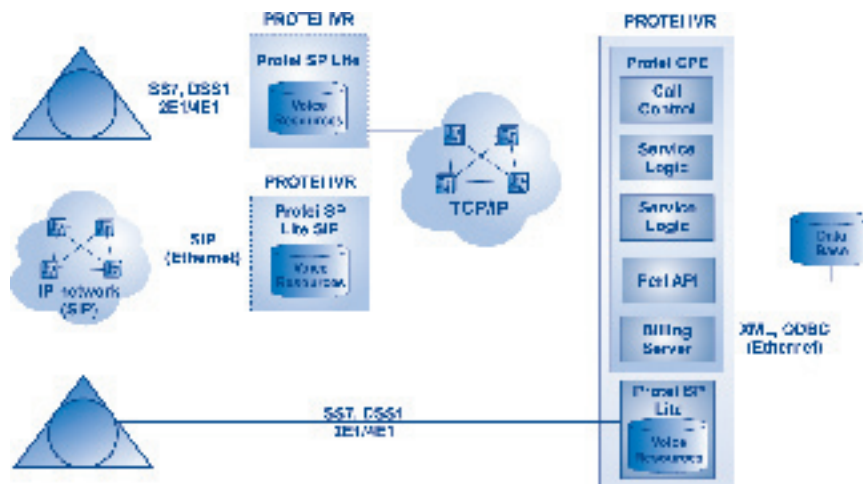 PROTEI IVR
Protei SP Lite
Voice
Resources
SS7, DSS1
2E1/4E1
TCP/IP
PROTEI IVR
Protei SP
Lite SIP
Voice
Resources
SIP
(Ethernet)
IP network
(SIP)
PROTEI IVR
Protei CPE
Call
Control
Service
Logic
Service
Logic
Perl API
Billing
Server
Protei SP
Lite
Voice
Resources
Data
Base
XML, ODBC
(Ethernet)
SS7, DSS1
2E1/4E1